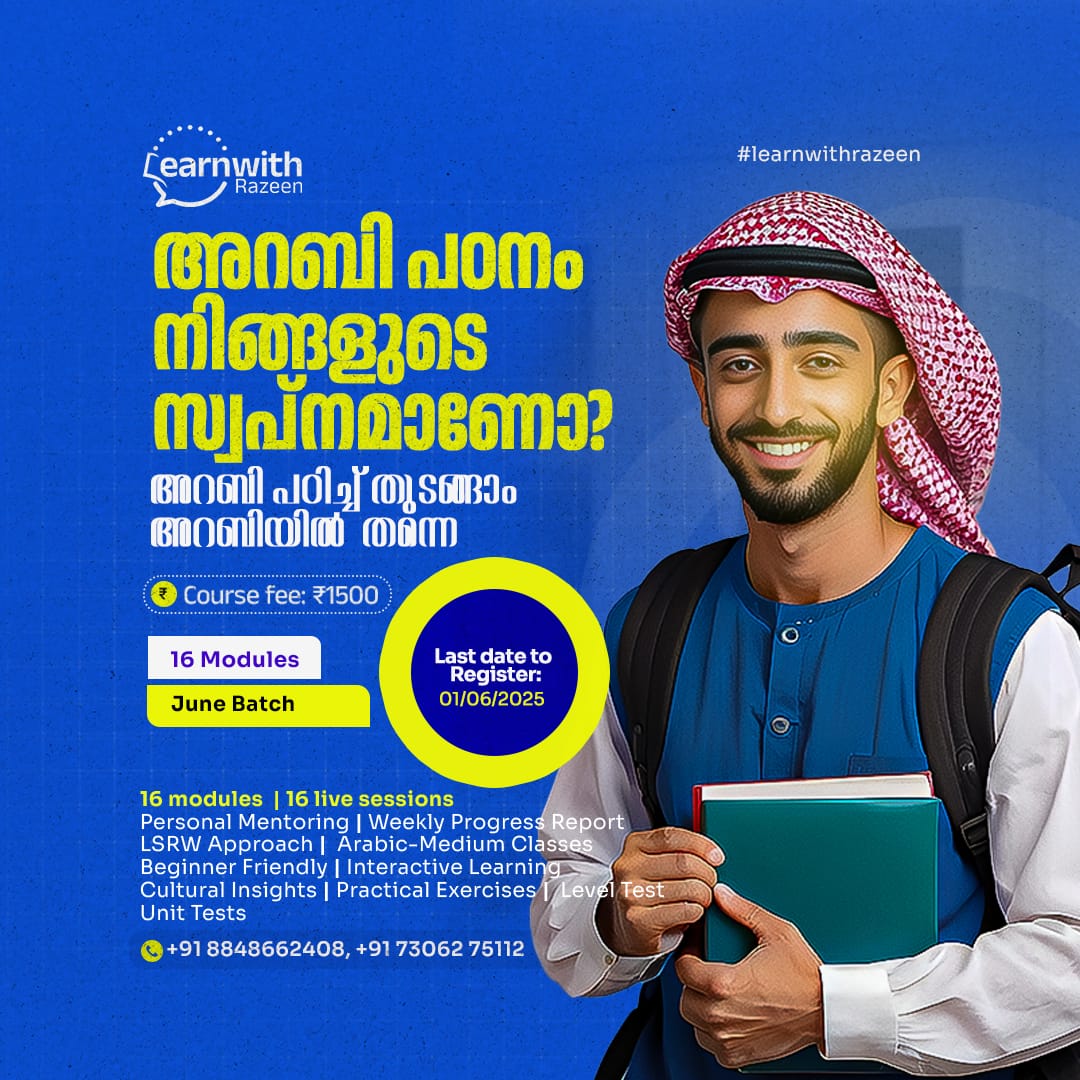 Learnwith
Razeen
#learnwithrazeen
അറബി പഠനം
നിങ്ങളുടെ
സ്വപ്നമാണോ?
അറബി പഠിച്ച് തുടങ്ങാം
അറബിയിൽ തന്നെ
₹ Course fee: ₹1500
16 Modules
June Batch
Last date to
Register:
01/06/2025
16 modules | 16 live sessions
Personal Mentoring | Weekly Progress Report
LSRW Approach | Arabic-Medium Classes
Beginner Friendly | Interactive Learning
Cultural Insights | Practical Exercises | Level Test
Unit Tests
+91 8848662408, +91 73062 75112